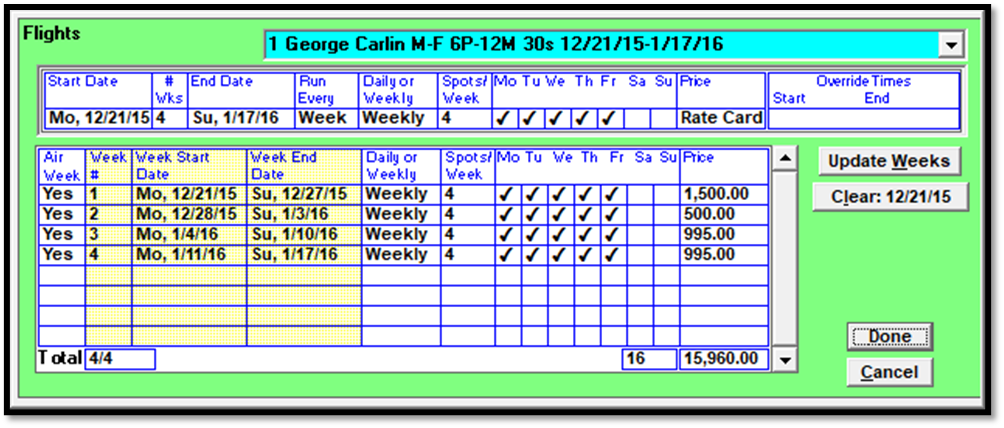 Flights
1 George Carlin M-F 6P-12M 30s 12/21/15-1/17/16
Start Date # Wks End Date Run Every Daily or Weekly Spots/ Week Mo Tu We Th Fr Sa Su Price Override Times Start End
Mo, 12/21/15 4 Su, 1/17/16 Week Weekly 4 ✓ ✓ ✓ ✓ ✓ Rate Card
Air Week Week # Week Start Date Week End Date Daily or Weekly Spots/ Week Mo Tu We Th Fr Sa Su Price
Yes 1 Mo, 12/21/15 Su, 12/27/15 Weekly 4 ✓ ✓ ✓ ✓ ✓ 1,500.00
Yes 2 Mo, 12/28/15 Su, 1/3/16 Weekly 4 ✓ ✓ ✓ ✓ ✓ 500.00
Yes 3 Mo, 1/4/16 Su, 1/10/16 Weekly 4 ✓ ✓ ✓ ✓ ✓ 995.00
Yes 4 Mo, 1/11/16 Su, 1/17/16 Weekly 4 ✓ ✓ ✓ ✓ ✓ 995.00
Total 4/4 16 15,960.00
Update Weeks
Clear: 12/21/15
Done
Cancel